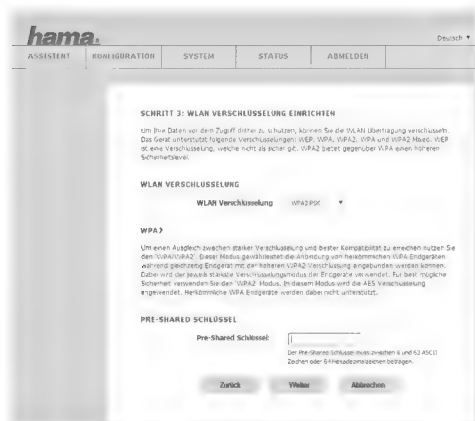 hama.
Deutsch
ASSISTENT KONFIGURATION SYSTEM STATUS ABMELDEN
SCHRITT 3: WLAN VERSCHLÜSSELUNG EINRICHTEN
Um Ihre Daten vor dem Zugriff dritter zu schützen, können Sie die WLAN Übertragung verschlüsseln.
Das Gerät unterstützt folgende Verschlüsselungen: WEP, WPA, WPA2, WPA und WPA2 Mixed. WEP
ist eine Verschlüsselung, welche nicht als sicher gilt. WPA2 bietet gegenüber WPA einen höheren
Sicherheitslevel.
WLAN VERSCHLÜSSELUNG
WLAN Verschlüsselung WPA2 PSK
WPA2
Um einen Ausgleich zwischen starker Verschlüsselung und bester Kompatibilität zu erreichen nutzen Sie
den 'WPA/WPA2'. Dieser Modus gewährleistet die Anbindung von herkömmlichen WPA Endgeräten
während gleichzeitig Endgerät mit der höheren WPA2 Verschlüsselung eingebunden werden können.
Dabei wird der jeweils stärkste Verschlüsselungsmodus der Endgeräte verwendet. Für best mögliche
Sicherheit verwenden Sie den 'WPA2' Modus. In diesem Modus wird die AES Verschlüsselung
angewendet. Herkömmliche WPA Endgeräte werden dabei nicht unterstützt.
PRE-SHARED SCHLÜSSEL
Pre-Shared Schlüssel:
Der Pre-Shared Schlüssel muss zwischen 8 und 63 ASCII
Zeichen oder 64 Hexadezimalzeichen betragen.
Zurück Weiter Abbrechen